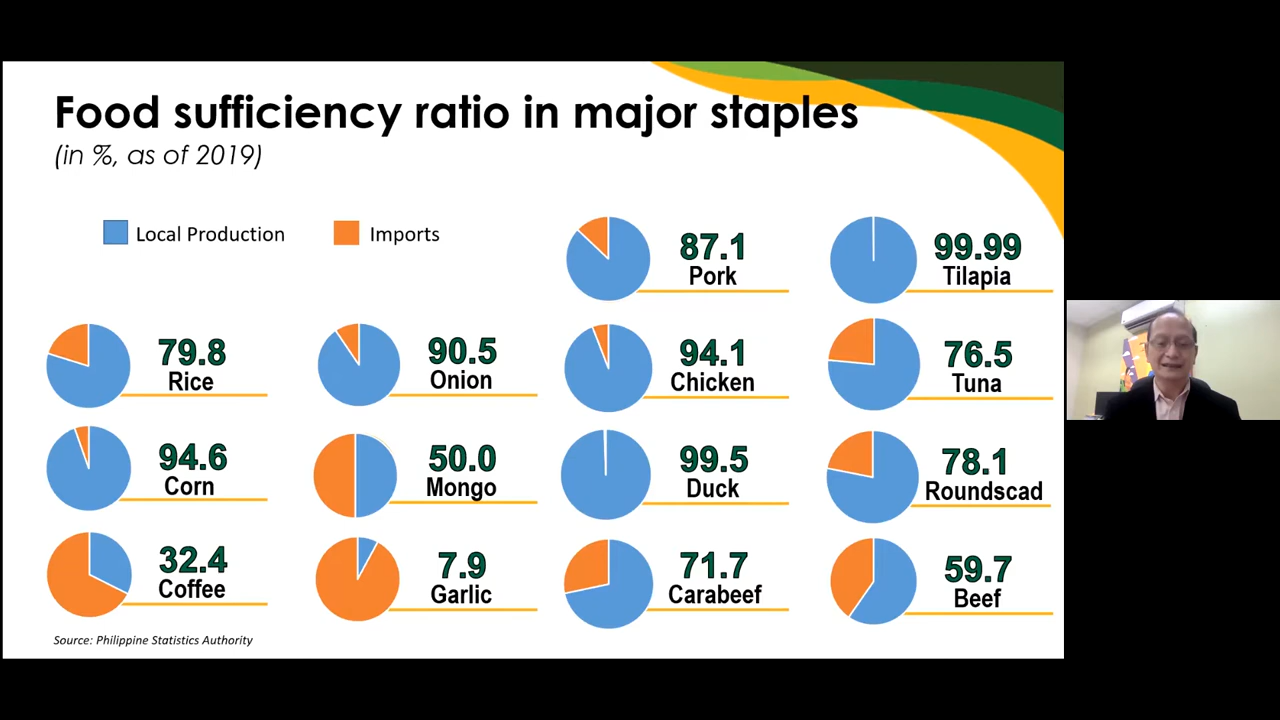 Food sufficiency ratio in major staples
(in %, as of 2019)
Local Production
Imports
87.1
Pork
99.99
Tilapia
79.8
Rice
90.5
Onion
94.1
Chicken
76.5
Tuna
94.6
Corn
50.0
Mongo
99.5
Duck
78.1
Roundscad
32.4
Coffee
7.9
Garlic
71.7
Carabeef
59.7
Beef
Source: Philippine Statistics Authority